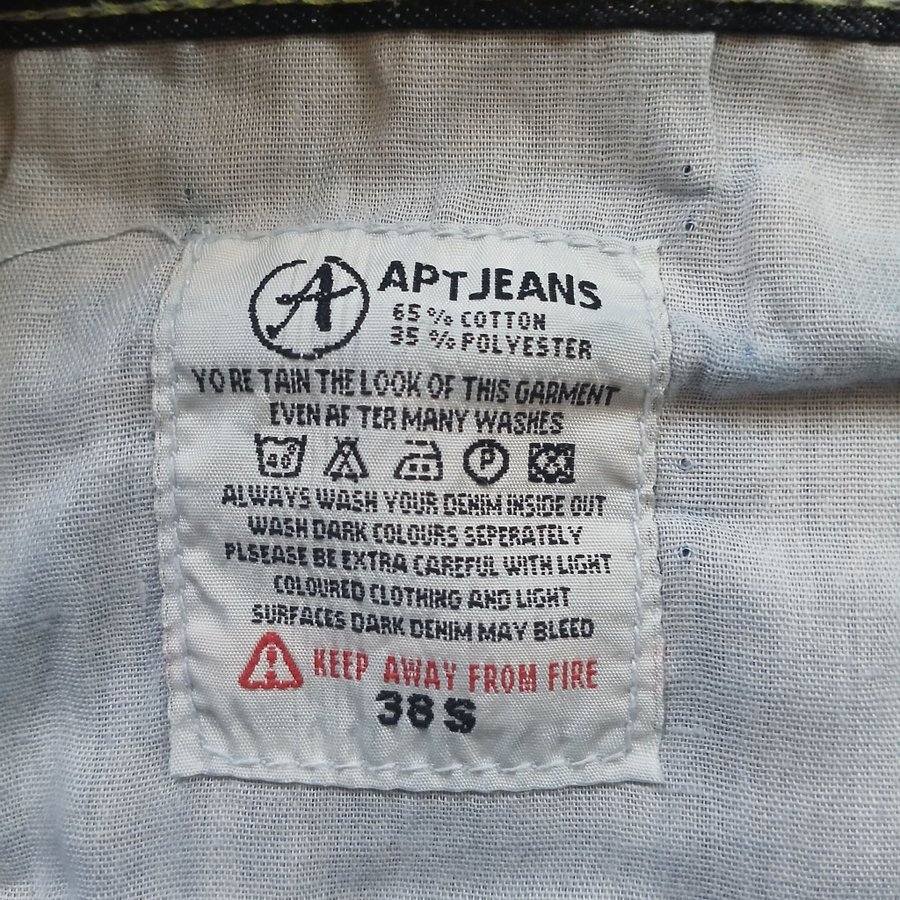 A APT JEANS
65 % COTTON
35 % POLYESTER
YO RE TAIN THE LOOK OF THIS GARMENT
EVEN AF TER MANY WASHES
40 P
ALWAYS WASH YOUR DENIM INSIDE OUT
WASH DARK COLOURS SEPERATELY
PLSEASE BE EXTRA CAREFUL WITH LIGHT
COLOURED CLOTHING AND LIGHT
SURFACES DARK DENIM MAY BLEED
KEEP AWAY FROM FIRE
38 S